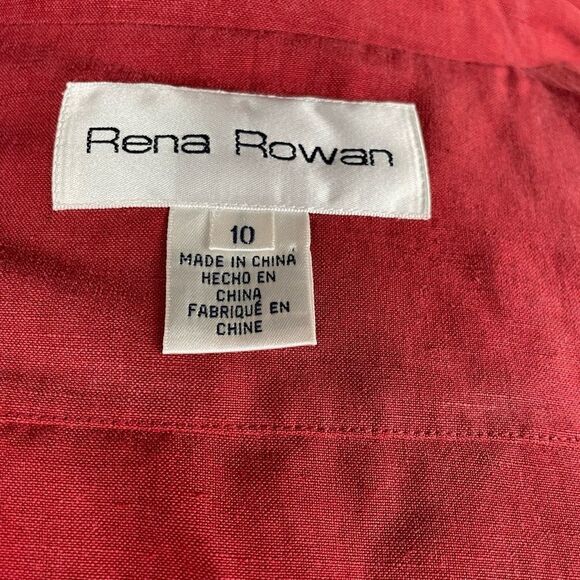 Rena Rowan
10
MADE IN CHINA
HECHO EN
CHINA
FABRIQUÉ EN
CHINE